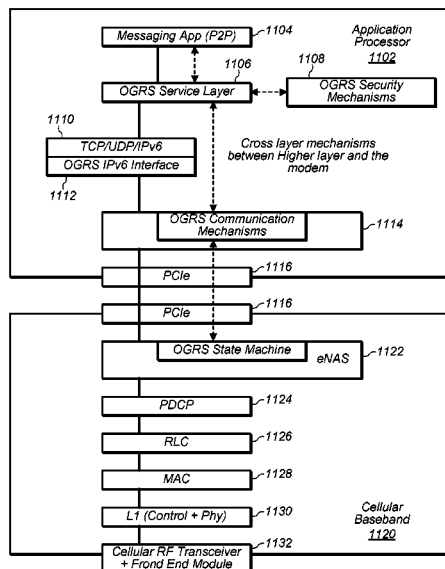 Messaging App (P2P)
1104
Application
Processor
1102
1106
1108
OGRS Service Layer
OGRS Security
Mechanisms
1110
TCP/UDP/IPv6
OGRS IPv6 Interface
1112
Cross layer mechanisms
between Higher layer and the
modem
OGRS Communication
Mechanisms
1114
PCIe
1116
PCIe
1116
OGRS State Machine
eNAS
1122
PDCP
1124
RLC
1126
MAC
1128
L1 (Control + Phy)
1130
Cellular
Baseband
1120
Cellular RF Transceiver
+ Frond End Module
1132